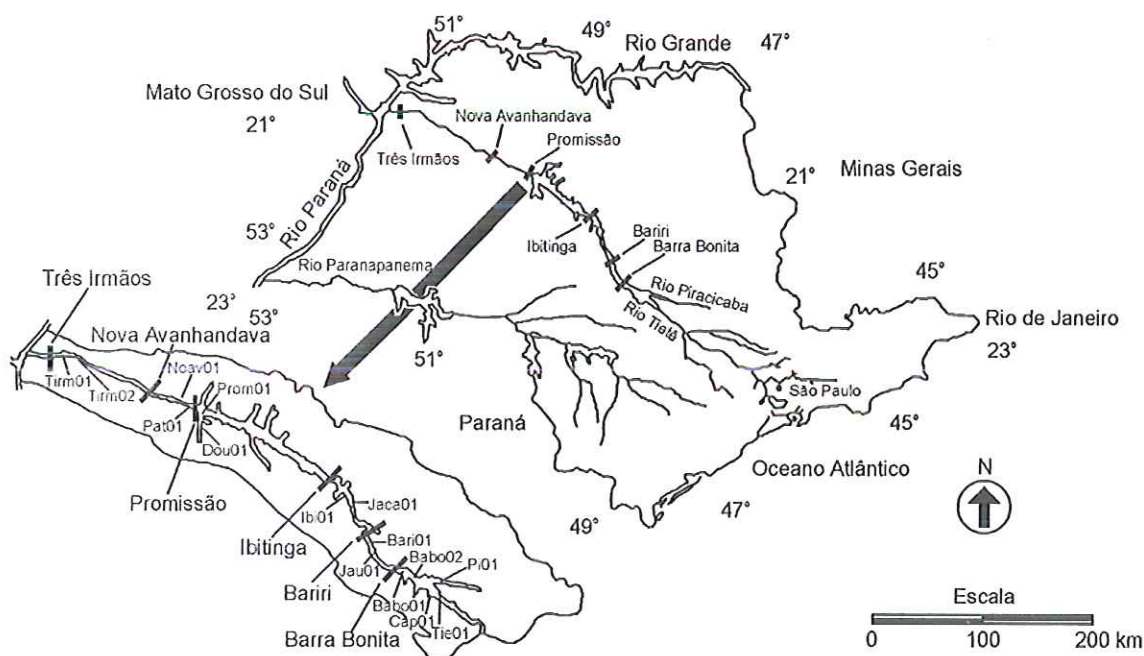 51°
49°
Rio Grande
47°
Mato Grosso do Sul
21°
Nova Avanhandava
Promissão
Três Irmãos
Minas Gerais
21°
Rio Paraná
53°
Ibitinga
Bariri
Barra Bonita
Rio Paranapanema
Rio Piracicaba
Rio Tietê
45°
Três Irmãos
23°
53°
51°
Rio de Janeiro
23°
Nova Avanhandava
Noav01
Tirm01
Tirm02
Prom01
São Paulo
Pat01
Dou01
Paraná
45°
Promissão
Oceano Atlântico
N
Ibi01
Jaca01
47°
49°
Ibitinga
Bari01
Jau01
Babo02
Pi01
Bariri
Babo01
Cap01
Tie01
Barra Bonita
Escala
0 100 200 km